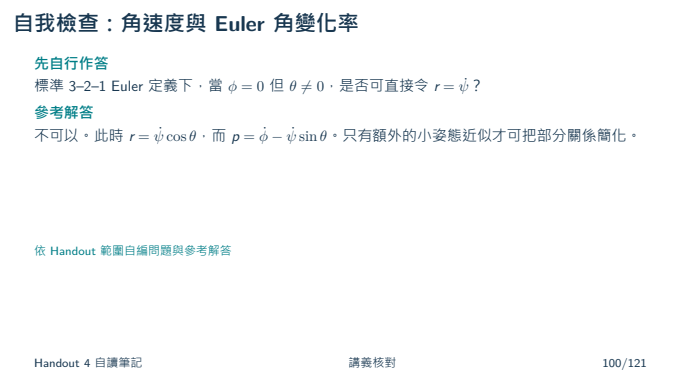 自我檢查：角速度與 Euler 角變化率
先自行作答
標準 3–2–1 Euler 定義下，當 ϕ = 0 但 θ ≠ 0，是否可直接令 r = ψ̇？
參考解答
不可以。此時 r = ψ̇ cos θ，而 p = ϕ̇ − ψ̇ sin θ。只有額外的小姿態近似才可把部分關係簡化。
依 Handout 範圍自編問題與參考解答
Handout 4 自讀筆記 講義核對 100/121